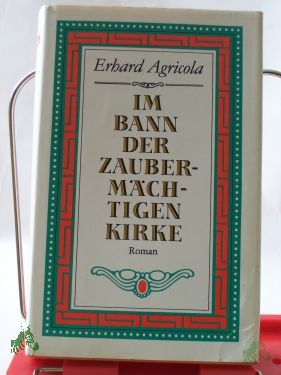 Erhard Agricola
IM
BANN
DER
ZAUBER-
MÄCH-
TIGEN
KIRKE
Roman